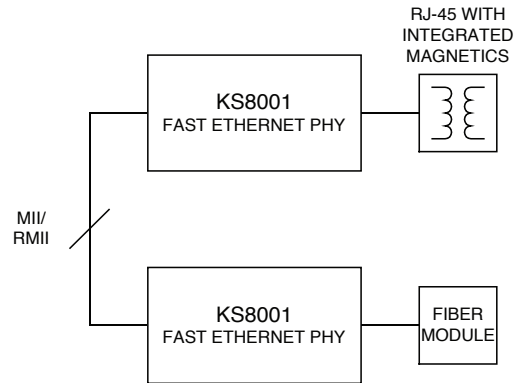 RJ-45 WITH
INTEGRATED
MAGNETICS
KS8001
FAST ETHERNET PHY
MII/
RMII
KS8001
FAST ETHERNET PHY
FIBER
MODULE